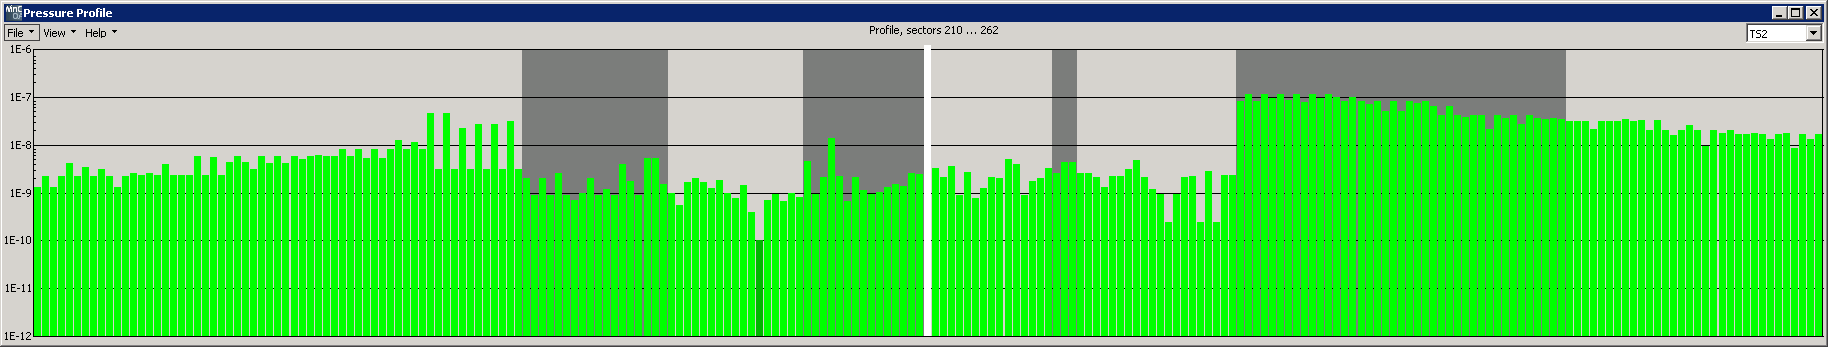 Pressure Profile
File View Help
Profile, sectors 210 ... 262
TS2
1E-6
1E-7
1E-8
1E-9
1E-10
1E-11
1E-12